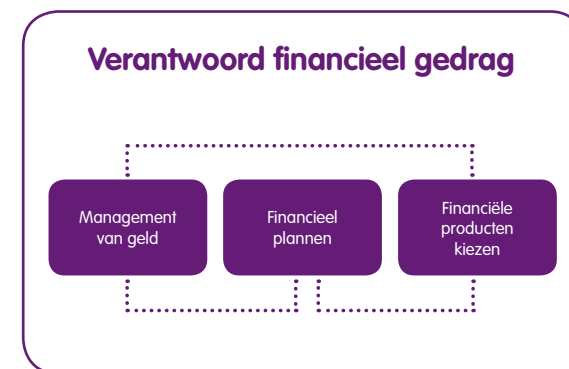 Verantwoord financieel gedrag
Management
van geld
Financieel
plannen
Financiële
producten
kiezen